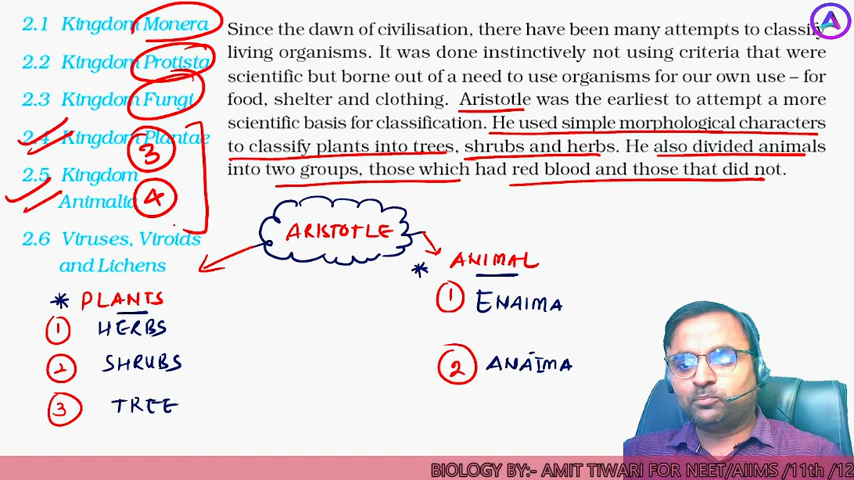 2.1 Kingdom Monera
2.2 Kingdom Protista
2.3 Kingdom Fungi
2.4 Kingdom Plantae
2.5 Kingdom
Animalia
2.6 Viruses, Viroids
and Lichens
Since the dawn of civilisation, there have been many attempts to classify
living organisms. It was done instinctively not using criteria that were
scientific but borne out of a need to use organisms for our own use – for
food, shelter and clothing. Aristotle was the earliest to attempt a more
scientific basis for classification. He used simple morphological characters
to classify plants into trees, shrubs and herbs. He also divided animals
into two groups, those which had red blood and those that did not.
3
4
A
ARISTOTLE
* PLANTS
1 HERBS
2 SHRUBS
3 TREE
* ANIMAL
1 ENAIMA
2 ANAIMA
BIOLOGY BY:- AMIT TIWARI FOR NEET/AIIMS /11th /12